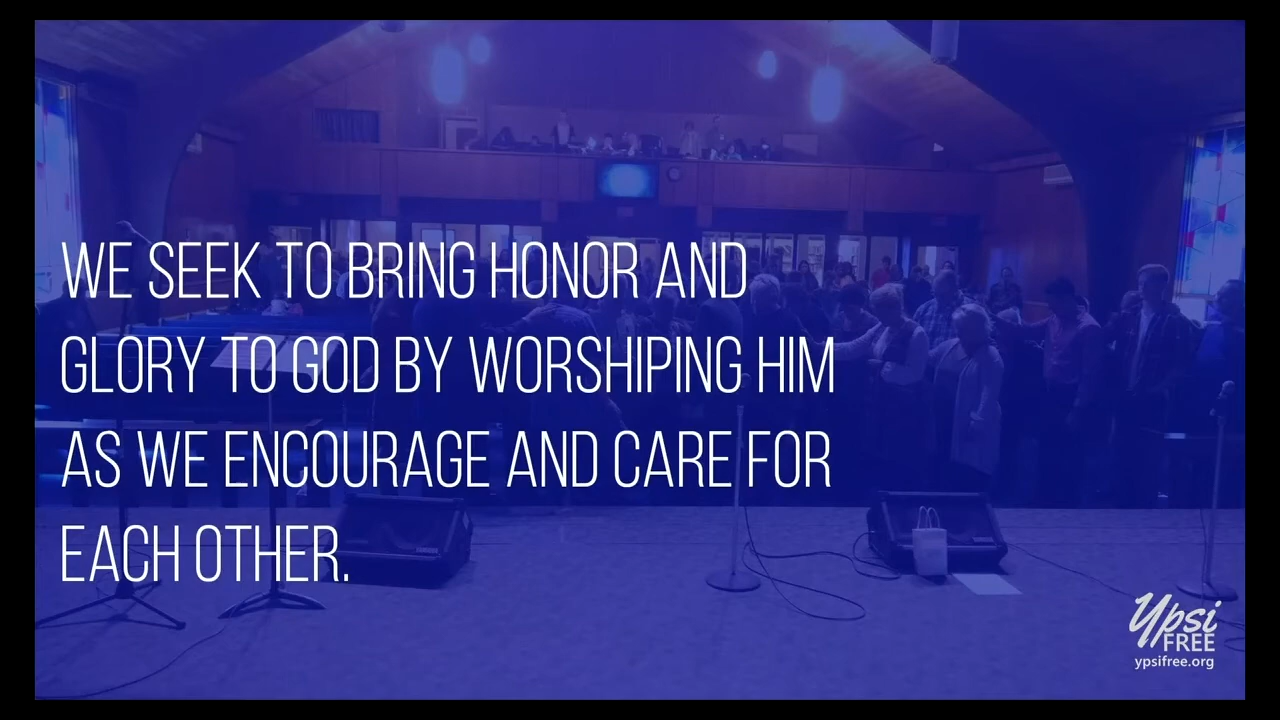 WE SEEK TO BRING HONOR AND
GLORY TO GOD BY WORSHIPING HIM
AS WE ENCOURAGE AND CARE FOR
EACH OTHER.
Ypsi
FREE
ypsifree.org